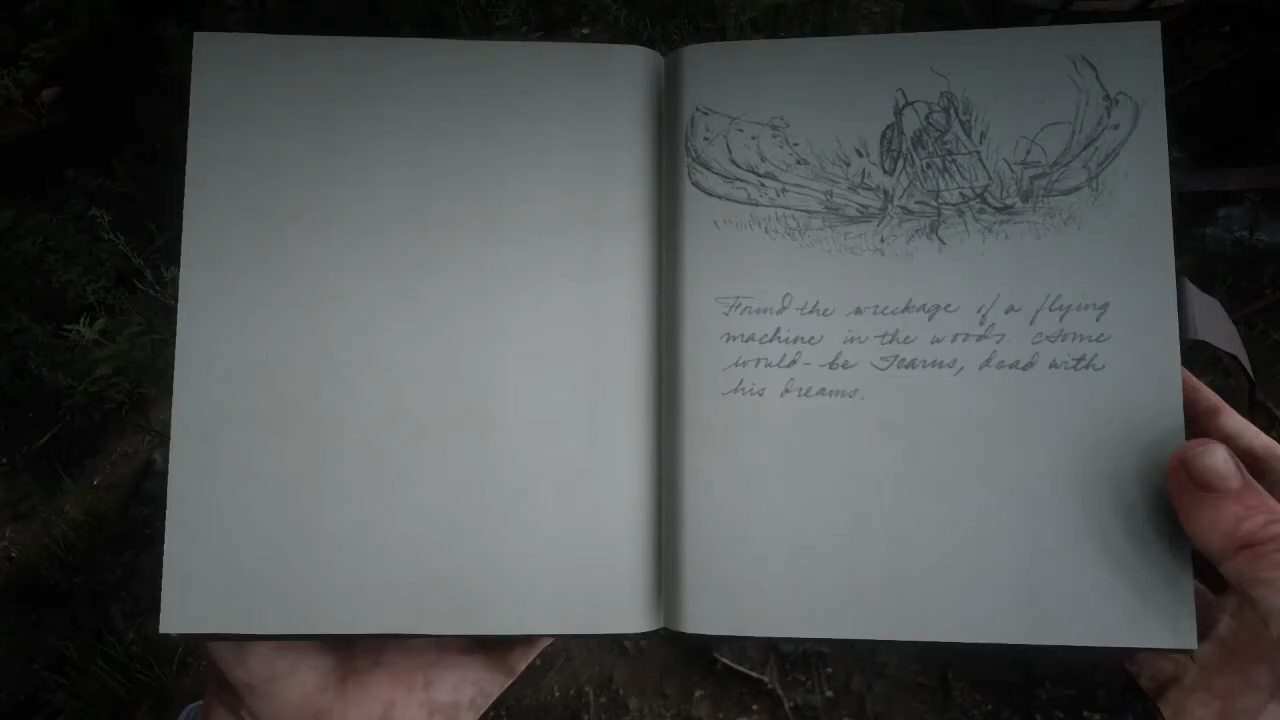 Found the wreckage of a flying
machine in the woods. Some
would-be Icarus, dead with
his dreams.